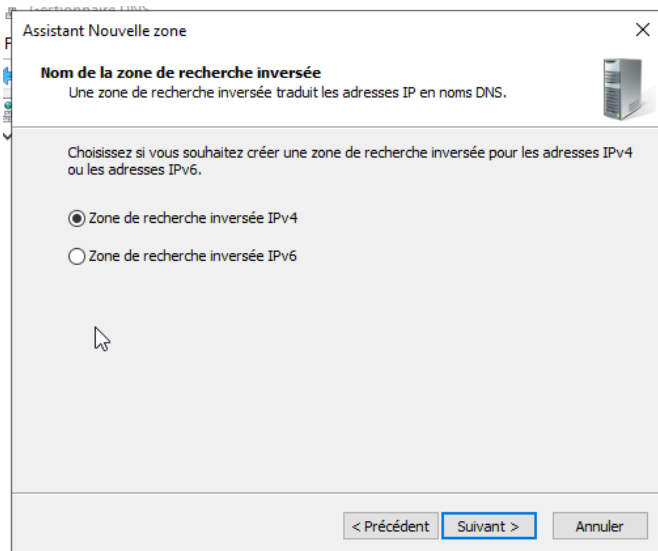 Assistant Nouvelle zone
Nom de la zone de recherche inversée
Une zone de recherche inversée traduit les adresses IP en noms DNS.
Choisissez si vous souhaitez créer une zone de recherche inversée pour les adresses IPv4
ou les adresses IPv6.
Zone de recherche inversée IPv4
Zone de recherche inversée IPv6
< Précédent
Suivant >
Annuler